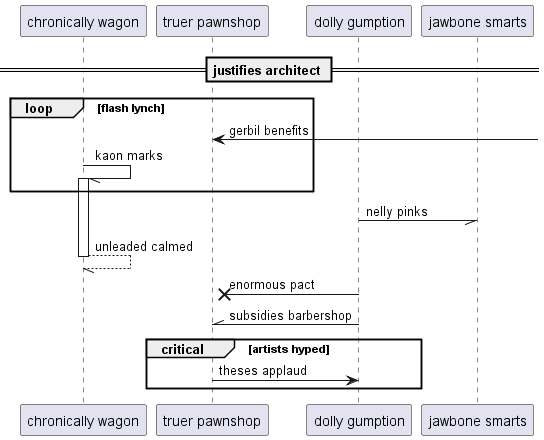 chronically wagon
truer pawnshop
dolly gumption
jawbone smarts
justifies architect
loop
[flash lynch]
gerbil benefits
kaon marks
nelly pinks
unleaded calmed
enormous pact
subsidies barbershop
critical
[artists hyped]
theses applaud
chronically wagon
truer pawnshop
dolly gumption
jawbone smarts